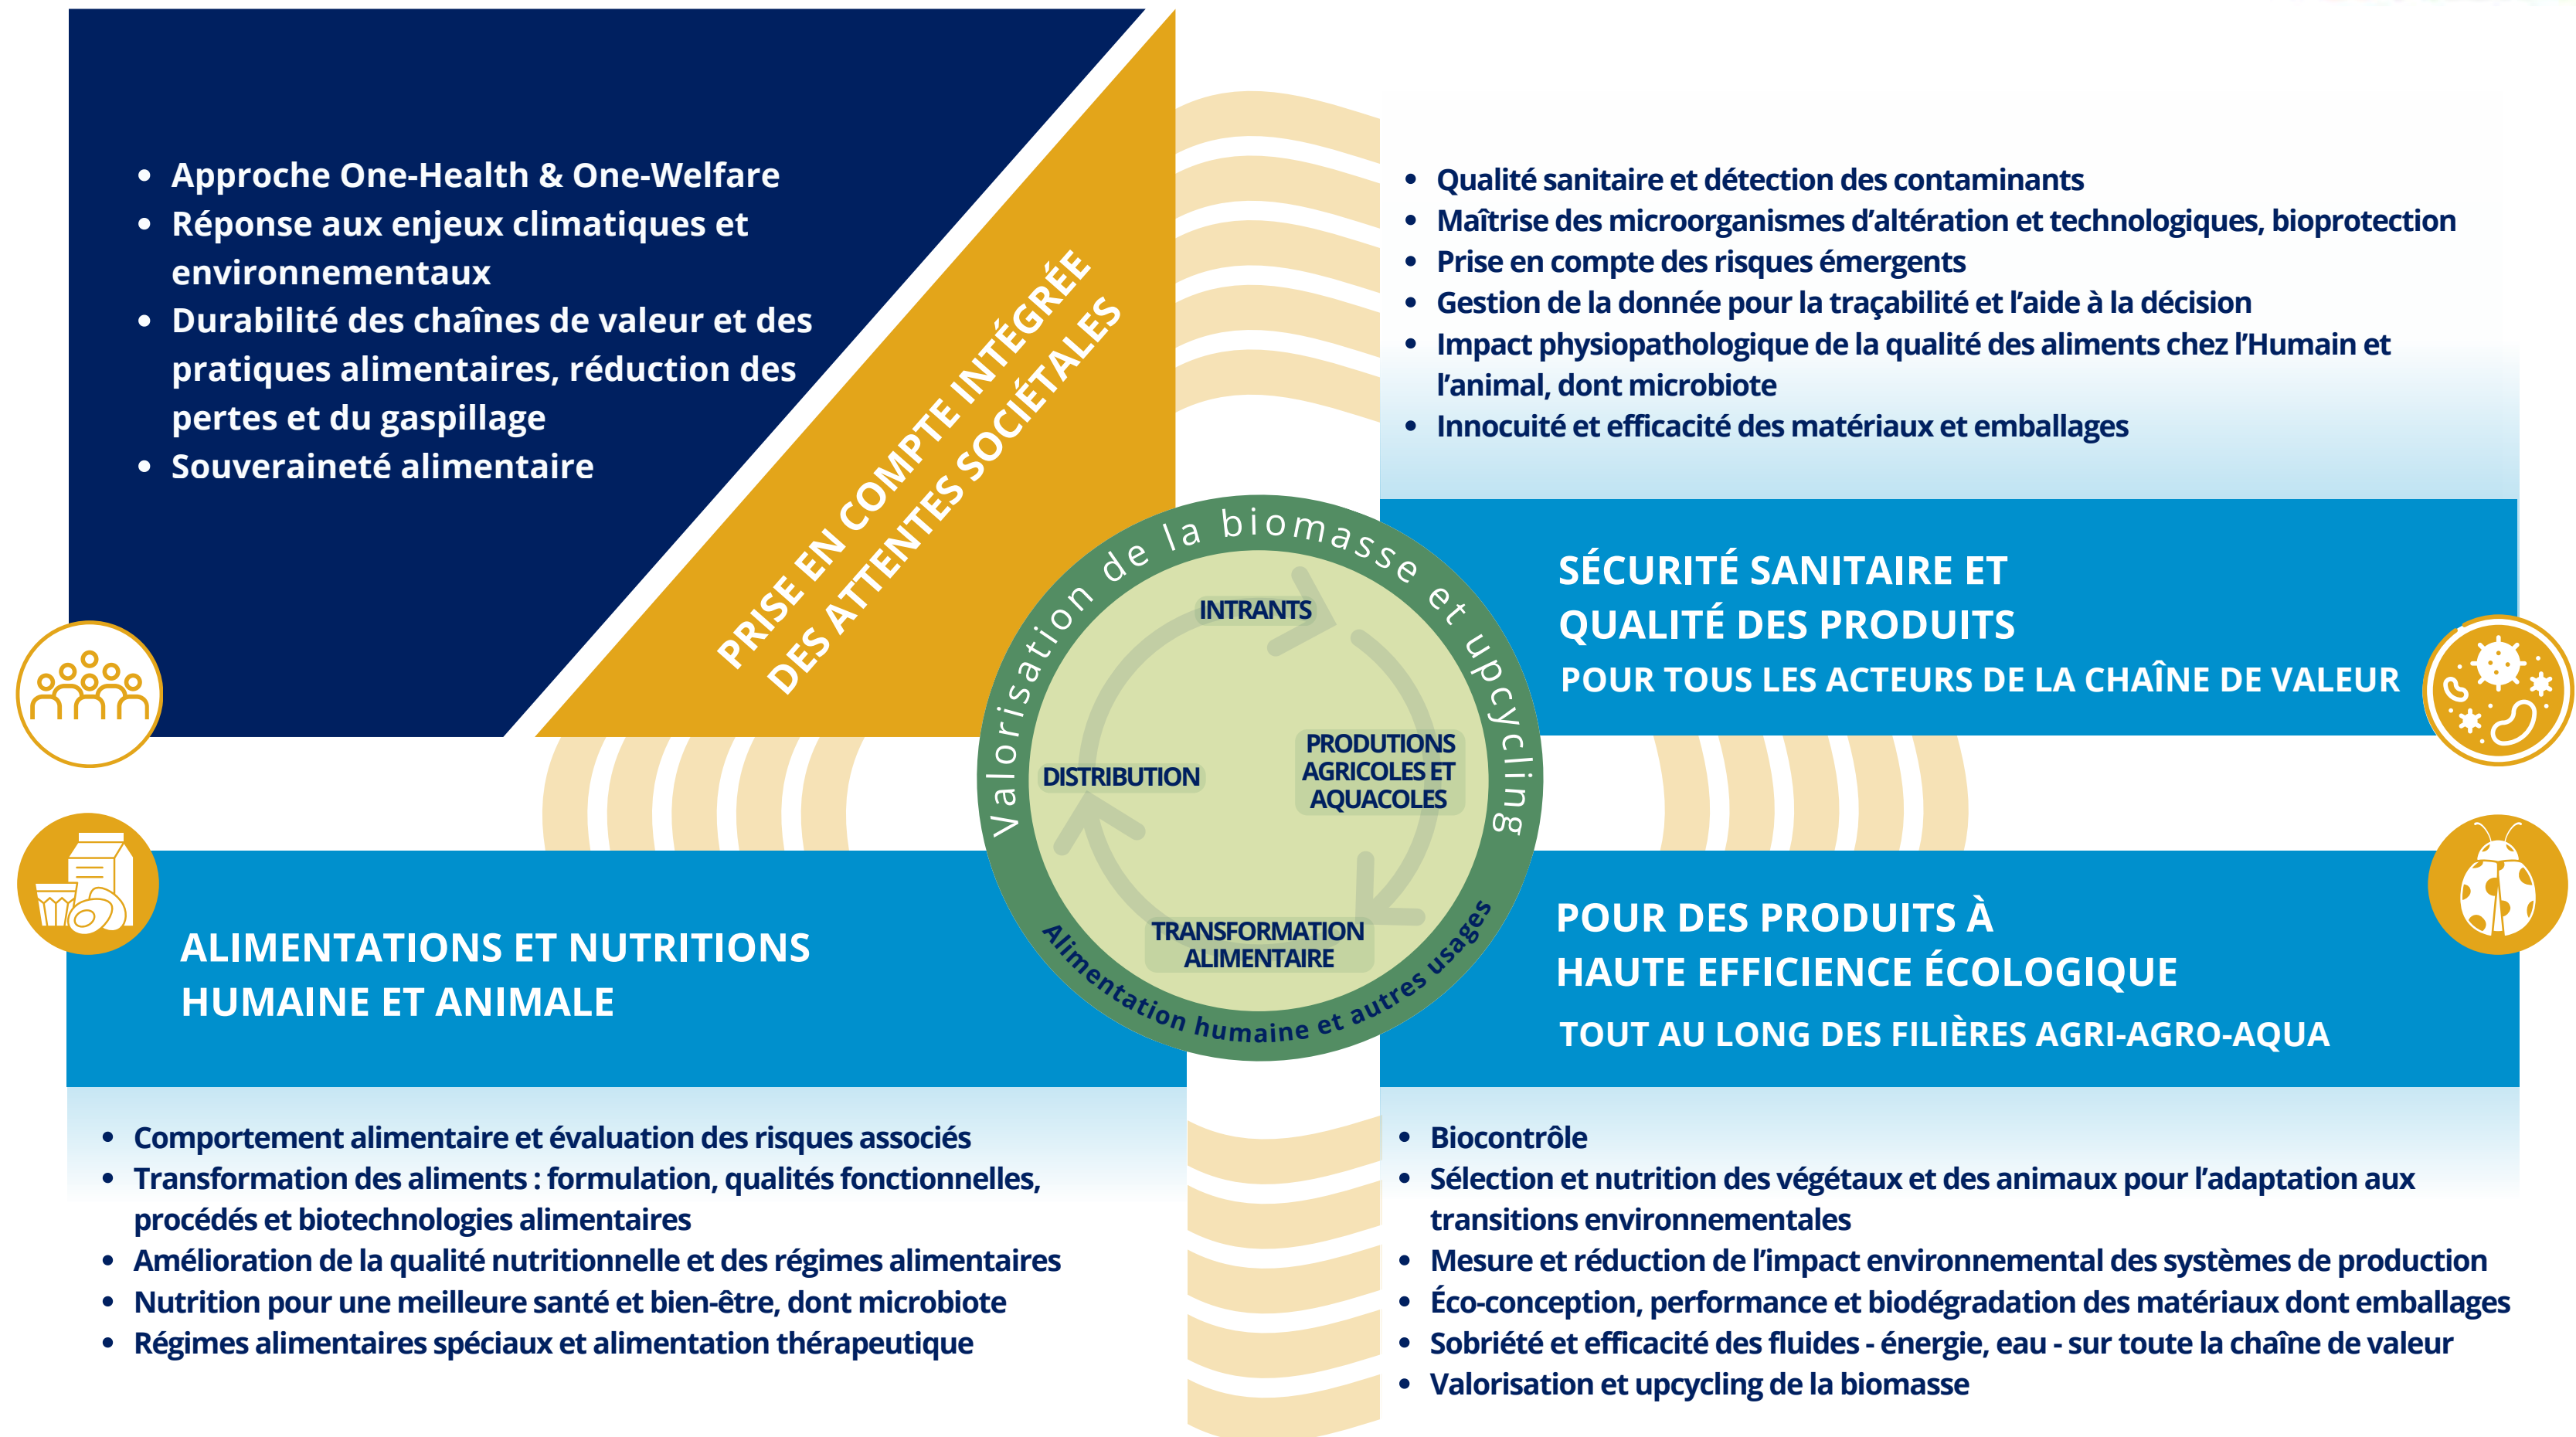 Approche One-Health & One-Welfare
Réponse aux enjeux climatiques et
environnementaux
Durabilité des chaînes de valeur et des
pratiques alimentaires, réduction des
pertes et du gaspillage
Souveraineté alimentaire
PRISE EN COMPTE INTÉGRÉE
DES ATTENTES SOCIÉTALES
Qualité sanitaire et détection des contaminants
Maîtrise des microorganismes d’altération et technologiques, bioprotection
Prise en compte des risques émergents
Gestion de la donnée pour la traçabilité et l’aide à la décision
Impact physiopathologique de la qualité des aliments chez l’Humain et
l’animal, dont microbiote
Innocuité et efficacité des matériaux et emballages
SÉCURITÉ SANITAIRE ET
QUALITÉ DES PRODUITS
POUR TOUS LES ACTEURS DE LA CHAÎNE DE VALEUR
Valorisation de la biomasse et upcycling
INTRANTS
PRODUTIONS
AGRICOLES ET
AQUACOLES
DISTRIBUTION
TRANSFORMATION
ALIMENTAIRE
Alimentation humaine et autres usages
ALIMENTATIONS ET NUTRITIONS
HUMAINE ET ANIMALE
Comportement alimentaire et évaluation des risques associés
Transformation des aliments : formulation, qualités fonctionnelles,
procédés et biotechnologies alimentaires
Amélioration de la qualité nutritionnelle et des régimes alimentaires
Nutrition pour une meilleure santé et bien-être, dont microbiote
Régimes alimentaires spéciaux et alimentation thérapeutique
POUR DES PRODUITS À
HAUTE EFFICIENCE ÉCOLOGIQUE
TOUT AU LONG DES FILIÈRES AGRI-AGRO-AQUA
Biocontrôle
Sélection et nutrition des végétaux et des animaux pour l’adaptation aux
transitions environnementales
Mesure et réduction de l’impact environnemental des systèmes de production
Éco-conception, performance et biodégradation des matériaux dont emballages
Sobriété et efficacité des fluides - énergie, eau - sur toute la chaîne de valeur
Valorisation et upcycling de la biomasse